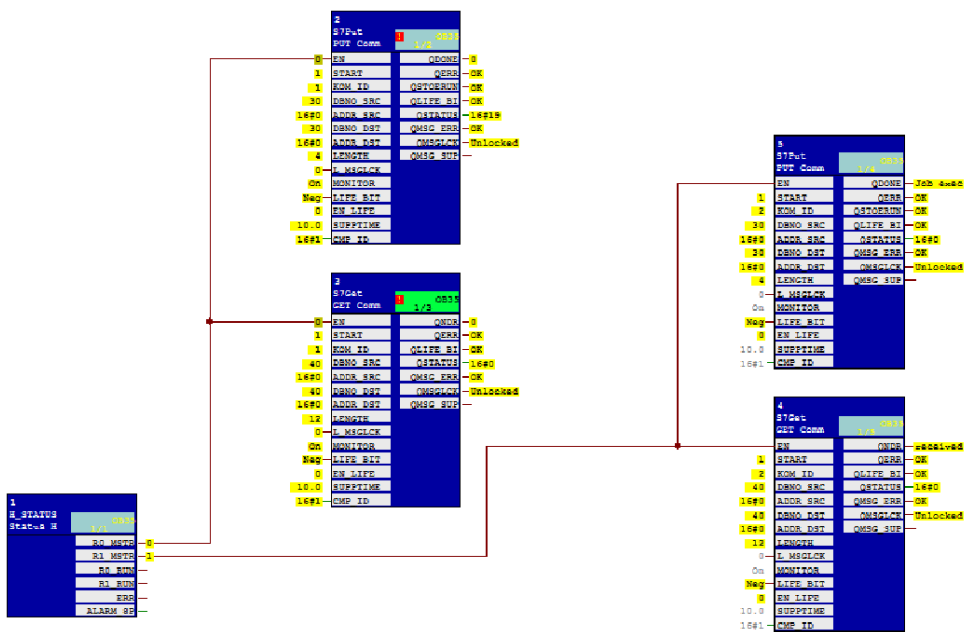 2
S7Put
PUT Comm
! OB35
1/2
0 EN QDONE 0
1 START QERR OK
1 KOM_ID QSTOERUN OK
30 DBNO_SRC QLIFE_BI OK
16#0 ADDR_SRC QSTATUS 16#19
30 DBNO_DST QMSG_ERR OK
16#0 ADDR_DST QMSGLCK Unlocked
4 LENGTH QMSG_SUP
0 L_MSGLCK
On MONITOR
Neg LIFE_BIT
0 EN_LIFE
10.0 SUPPTIME
16#1 CMP_ID
3
S7Get
GET Comm
! OB35
1/3
0 EN QNDR 0
1 START QERR OK
1 KOM_ID QLIFE_BI OK
40 DBNO_SRC QSTATUS 16#0
16#0 ADDR_SRC QMSG_ERR OK
40 DBNO_DST QMSGLCK Unlocked
16#0 ADDR_DST QMSG_SUP
12 LENGTH
0 L_MSGLCK
On MONITOR
Neg LIFE_BIT
0 EN_LIFE
10.0 SUPPTIME
16#1 CMP_ID
1
H_STATUS
Status H
OB35
1/1
R0_MSTR 0
R1_MSTR 1
R0_RUN
R1_RUN
ERR
ALARM_SP
5
S7Put
PUT Comm
OB35
1/4
EN QDONE Job exec
1 START QERR OK
2 KOM_ID QSTOERUN OK
30 DBNO_SRC QLIFE_BI OK
16#0 ADDR_SRC QSTATUS 16#0
30 DBNO_DST QMSG_ERR OK
16#0 ADDR_DST QMSGLCK Unlocked
4 LENGTH QMSG_SUP
0 L_MSGLCK
On MONITOR
Neg LIFE_BIT
0 EN_LIFE
10.0 SUPPTIME
16#1 CMP_ID
4
S7Get
GET Comm
OB35
1/5
EN QNDR received
1 START QERR OK
2 KOM_ID QLIFE_BI OK
40 DBNO_SRC QSTATUS 16#0
16#0 ADDR_SRC QMSG_ERR OK
40 DBNO_DST QMSGLCK Unlocked
16#0 ADDR_DST QMSG_SUP
12 LENGTH
0 L_MSGLCK
On MONITOR
Neg LIFE_BIT
0 EN_LIFE
10.0 SUPPTIME
16#1 CMP_ID